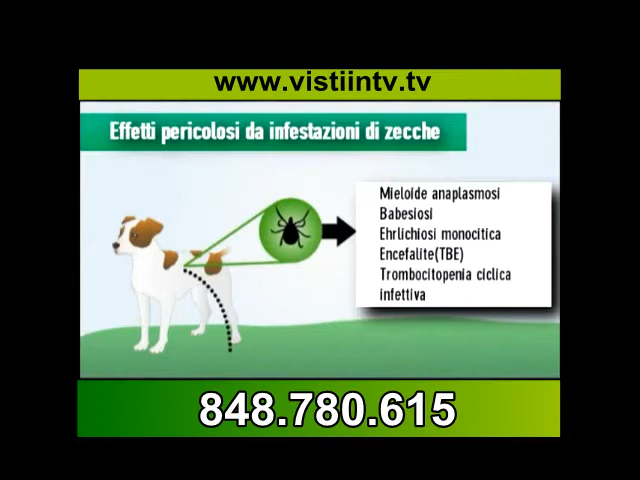 www.vistiintv.tv
Effetti pericolosi da infestazioni di zecche
Mieloide anaplasmosi
Babesiosi
Ehrlichiosi monocitica
Encefalite(TBE)
Trombocitopenia ciclica
infettiva
848.780.615